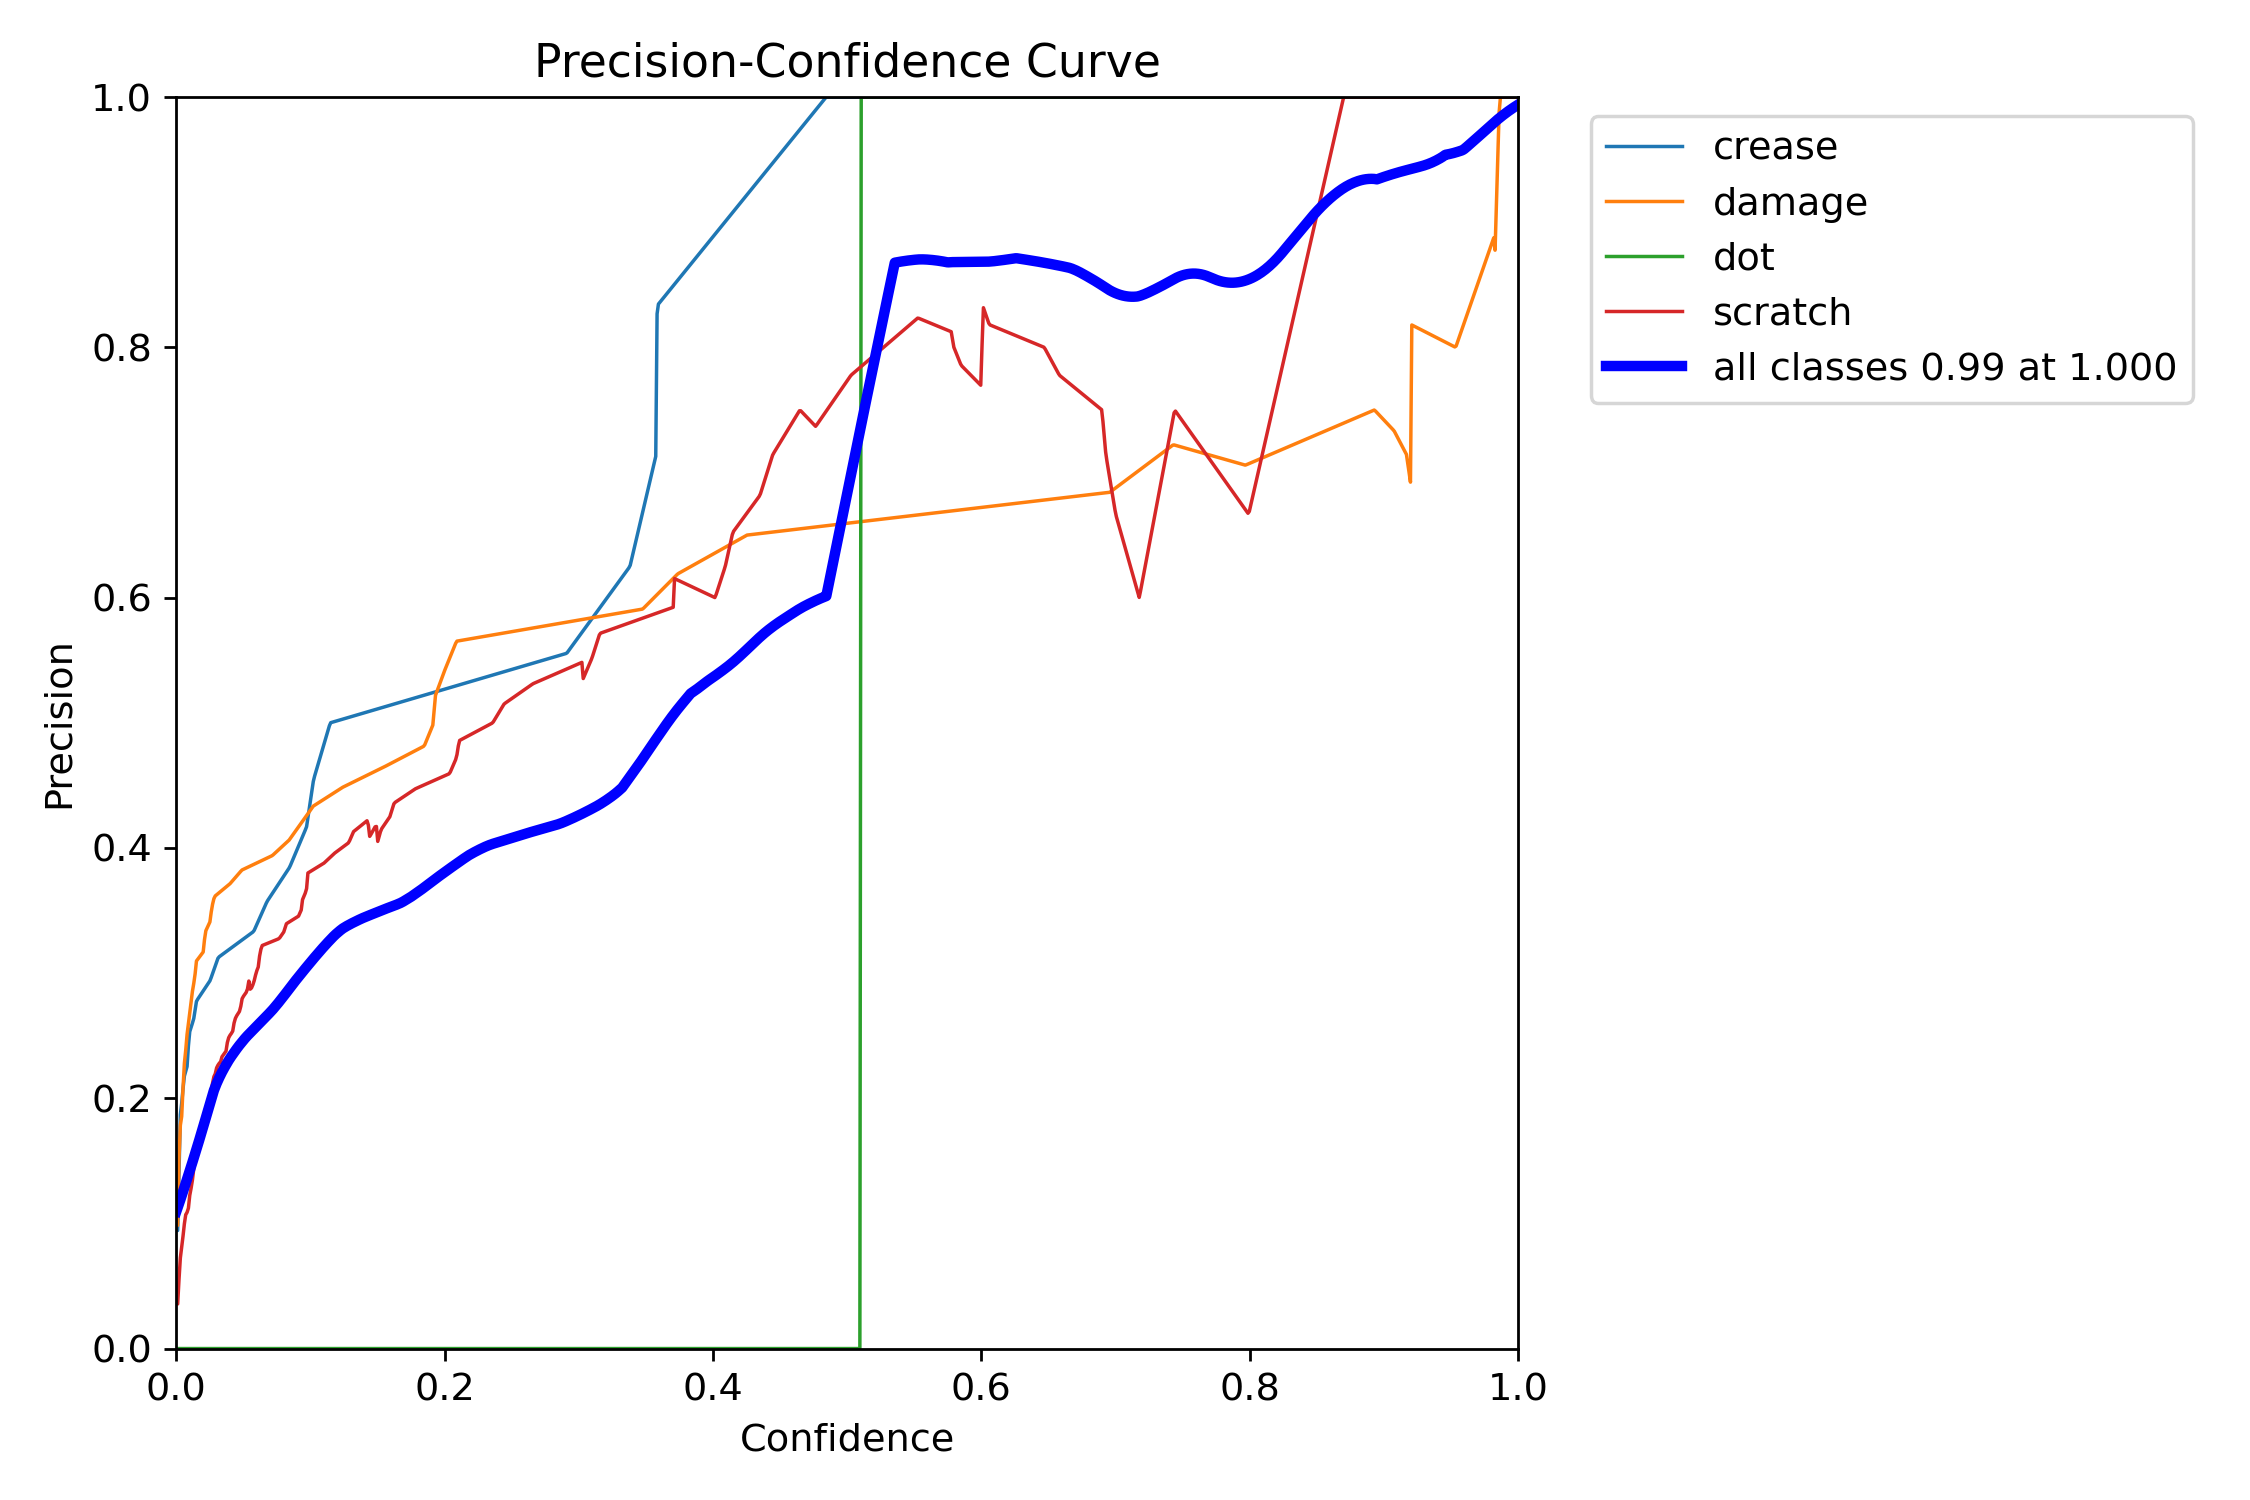 Precision-Confidence Curve
1.0
0.8
0.6
0.4
0.2
0.0
Precision
0.0 0.2 0.4 0.6 0.8 1.0
Confidence
crease
damage
dot
scratch
all classes 0.99 at 1.000